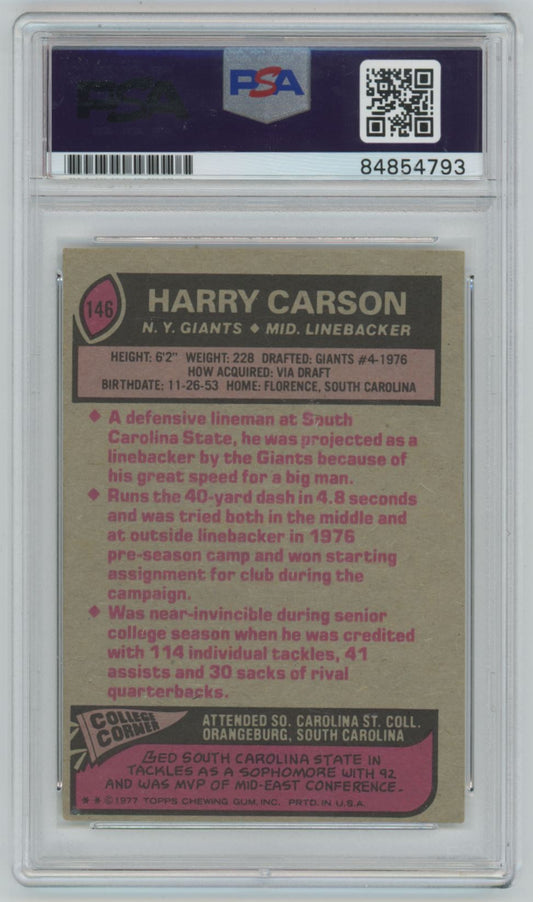 PSA
PSA
84854793
146
HARRY CARSON
N.Y. GIANTS ◆ MID. LINEBACKER
HEIGHT: 6'2" WEIGHT: 228 DRAFTED: GIANTS #4-1976
HOW ACQUIRED: VIA DRAFT
BIRTHDATE: 11-26-53 HOME: FLORENCE, SOUTH CAROLINA
◆ A defensive lineman at South
Carolina State, he was projected as a
linebacker by the Giants because of
his great speed for a big man.
◆ Runs the 40-yard dash in 4.8 seconds
and was tried both in the middle and
at outside linebacker in 1976
pre-season camp and won starting
assignment for club during the
campaign.
◆ Was near-invincible during senior
college season when he was credited
with 114 individual tackles, 41
assists and 30 sacks of rival
quarterbacks.
COLLEGE
CORNER
ATTENDED SO. CAROLINA ST. COLL.
ORANGEBURG, SOUTH CAROLINA
LED SOUTH CAROLINA STATE IN
TACKLES AS A SOPHOMORE WITH 92
AND WAS MVP OF MID-EAST CONFERENCE.
** ©1977 TOPPS CHEWING GUM, INC. PRTD. IN U.S.A.